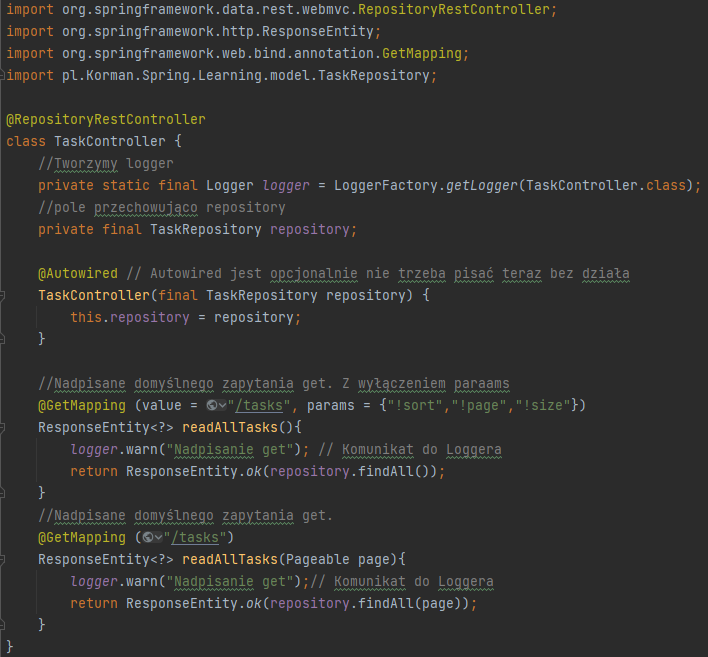 import org.springframework.data.rest.webmvc.RepositoryRestController;
import org.springframework.http.ResponseEntity;
import org.springframework.web.bind.annotation.GetMapping;
import pl.Korman.Spring.Learning.model.TaskRepository;
@RepositoryRestController
class TaskController {
//Tworzymy logger
private static final Logger logger = LoggerFactory.getLogger(TaskController.class);
//pole przechowująco repository
private final TaskRepository repository;
@Autowired // Autowired jest opcjonalnie nie trzeba pisać teraz bez działa
TaskController(final TaskRepository repository) {
this.repository = repository;
}
//Nadpisane domyślnego zapytania get. Z wyłączeniem paraams
@GetMapping (value = "/tasks", params = {"!sort","!page","!size"})
ResponseEntity<?> readAllTasks(){
logger.warn("Nadpisanie get"); // Komunikat do Loggera
return ResponseEntity.ok(repository.findAll());
}
//Nadpisane domyślnego zapytania get.
@GetMapping ("/tasks")
ResponseEntity<?> readAllTasks(Pageable page){
logger.warn("Nadpisanie get");// Komunikat do Loggera
return ResponseEntity.ok(repository.findAll(page));
}
}